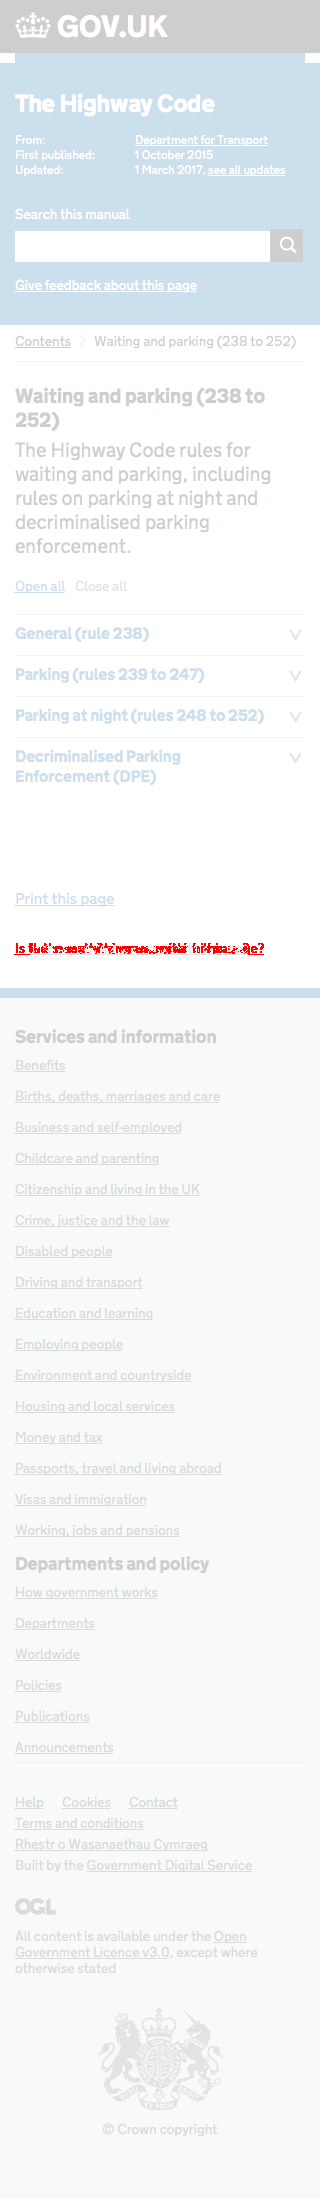 GOV.UK
The Highway Code
From: Department for Transport
First published: 1 October 2015
Updated: 1 March 2017, see all updates
Search this manual
Give feedback about this page
Contents Waiting and parking (238 to 252)
Waiting and parking (238 to
252)
The Highway Code rules for
waiting and parking, including
rules on parking at night and
decriminalised parking
enforcement.
Open all Close all
General (rule 238)
Parking (rules 239 to 247)
Parking at night (rules 248 to 252)
Decriminalised Parking
Enforcement (DPE)
Print this page
Services and information
Benefits
Births, deaths, marriages and care
Business and self-employed
Childcare and parenting
Citizenship and living in the UK
Crime, justice and the law
Disabled people
Driving and transport
Education and learning
Employing people
Environment and countryside
Housing and local services
Money and tax
Passports, travel and living abroad
Visas and immigration
Working, jobs and pensions
Departments and policy
How government works
Departments
Worldwide
Policies
Publications
Announcements
Help Cookies Contact
Terms and conditions
Rhestr o Wasanaethau Cymraeg
Built by the Government Digital Service
OGL
All content is available under the Open
Government Licence v3.0, except where
otherwise stated
© Crown copyright